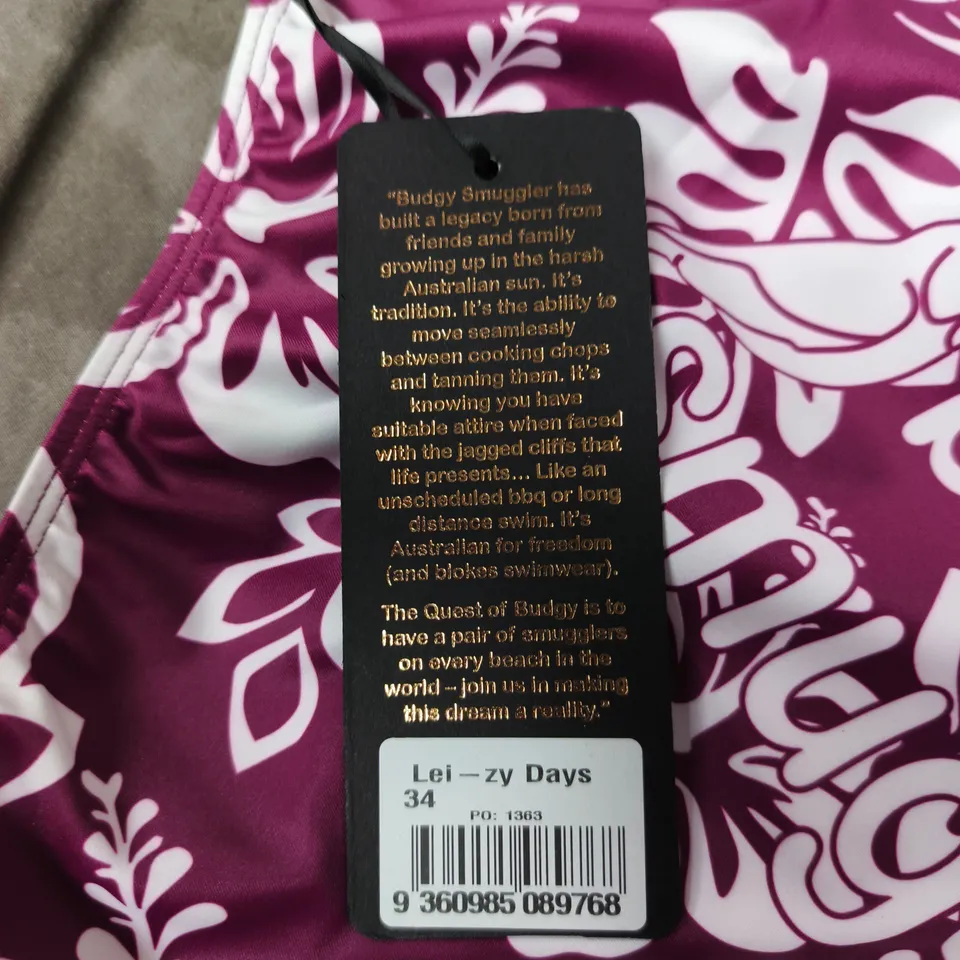 "Budgy Smuggler has
built a legacy born from
friends and family
growing up in the harsh
Australian sun. It's
tradition. It's the ability to
move seamlessly
between cooking chops
and tanning them. It's
knowing you have
suitable attire when faced
with the jagged cliffs that
life presents... Like an
unscheduled bbq or long
distance swim. It's
Australian for freedom
(and blokes swimwear).
The Quest of Budgy is to
have a pair of smugglers
on every beach in the
world – join us in making
this dream a reality."
Lei – zy Days
34
PO: 1363
9 360985 089768